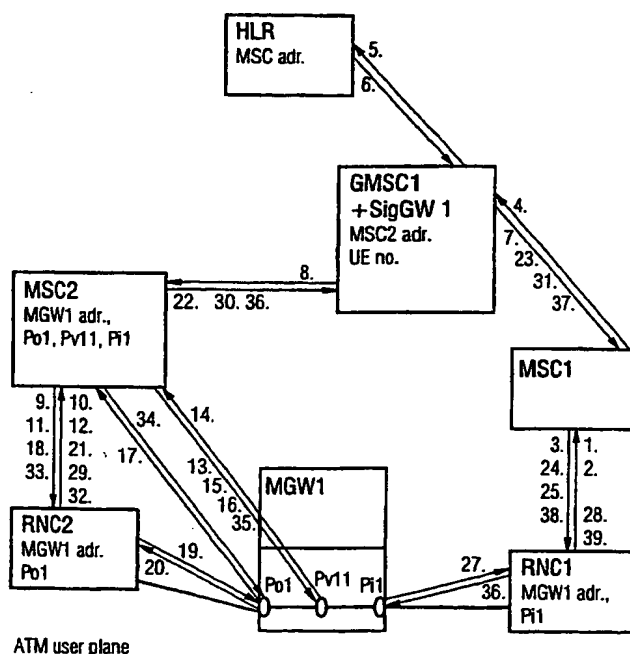 HLR
MSC adr.
5.
6.
GMSC1
+SigGW 1
MSC2 adr.
UE no.
4.
7.
23.
31.
37.
8.
22. 30. 36.
MSC2
MGW1 adr.,
Po1, Pv11, Pi1
MSC1
9. 10.
11. 12.
18. 21.
33. 29.
32.
34. 14.
17. 13.
15.
16.
35.
3. 1.
24. 2.
25.
38. 28.
39.
MGW1
RNC2
MGW1 adr.
Po1
19.
20.
Po1 Pv11 Pi1
27.
36.
RNC1
MGW1 adr.,
Pi1
ATM user plane